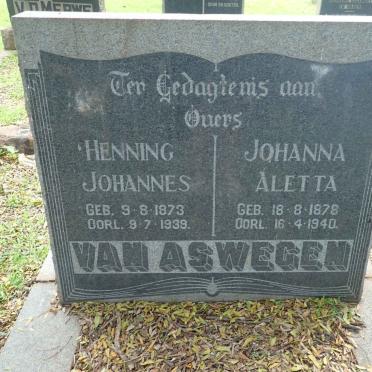 V.D.MERWE
Ter Gedagtenis aan
Ouers
HENNING
JOHANNES
GEB. 9-8-1873
OORL. 9-7-1939.
JOHANNA
ALETTA
GEB. 18-8-1878
OORL. 16-4-1940.
VAN ASWEGEN